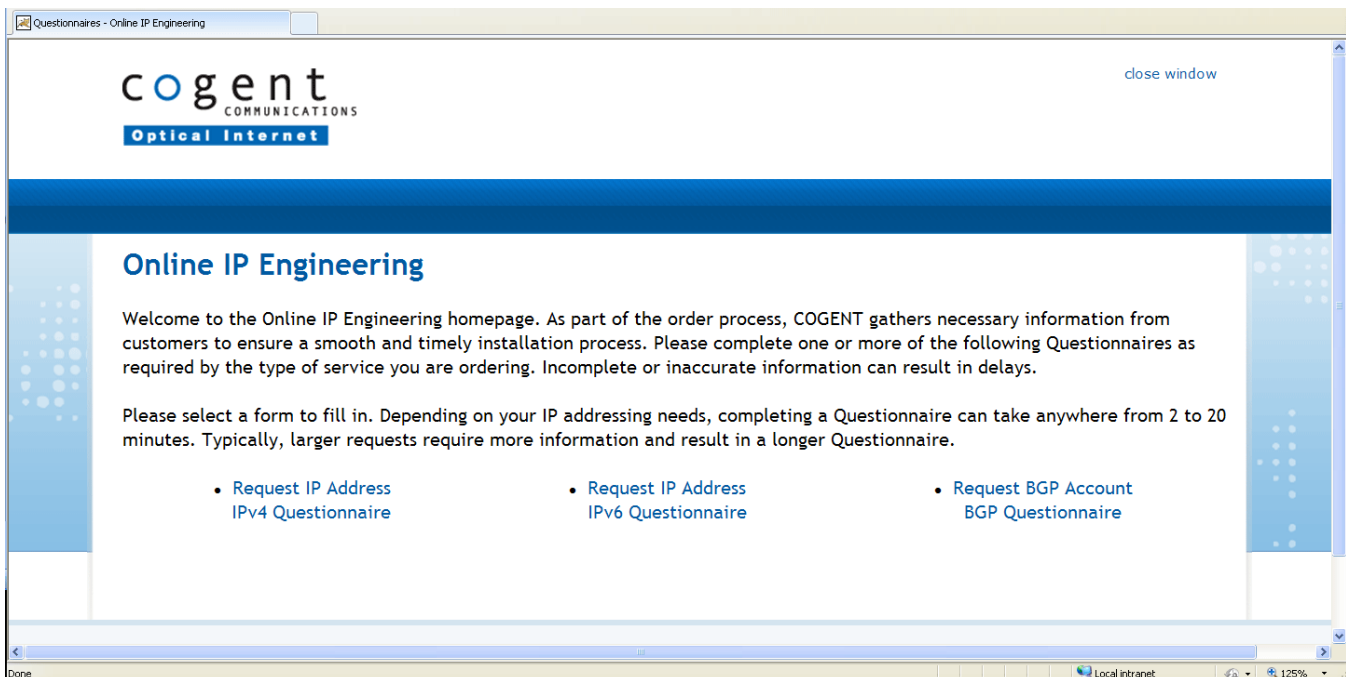 Questionnaires - Online IP Engineering
close window
cogent
COMMUNICATIONS
Optical Internet
Online IP Engineering
Welcome to the Online IP Engineering homepage. As part of the order process, COGENT gathers necessary information from
customers to ensure a smooth and timely installation process. Please complete one or more of the following Questionnaires as
required by the type of service you are ordering. Incomplete or inaccurate information can result in delays.
Please select a form to fill in. Depending on your IP addressing needs, completing a Questionnaire can take anywhere from 2 to 20
minutes. Typically, larger requests require more information and result in a longer Questionnaire.
• Request IP Address
IPv4 Questionnaire
• Request IP Address
IPv6 Questionnaire
• Request BGP Account
BGP Questionnaire
Done
Local intranet
125%